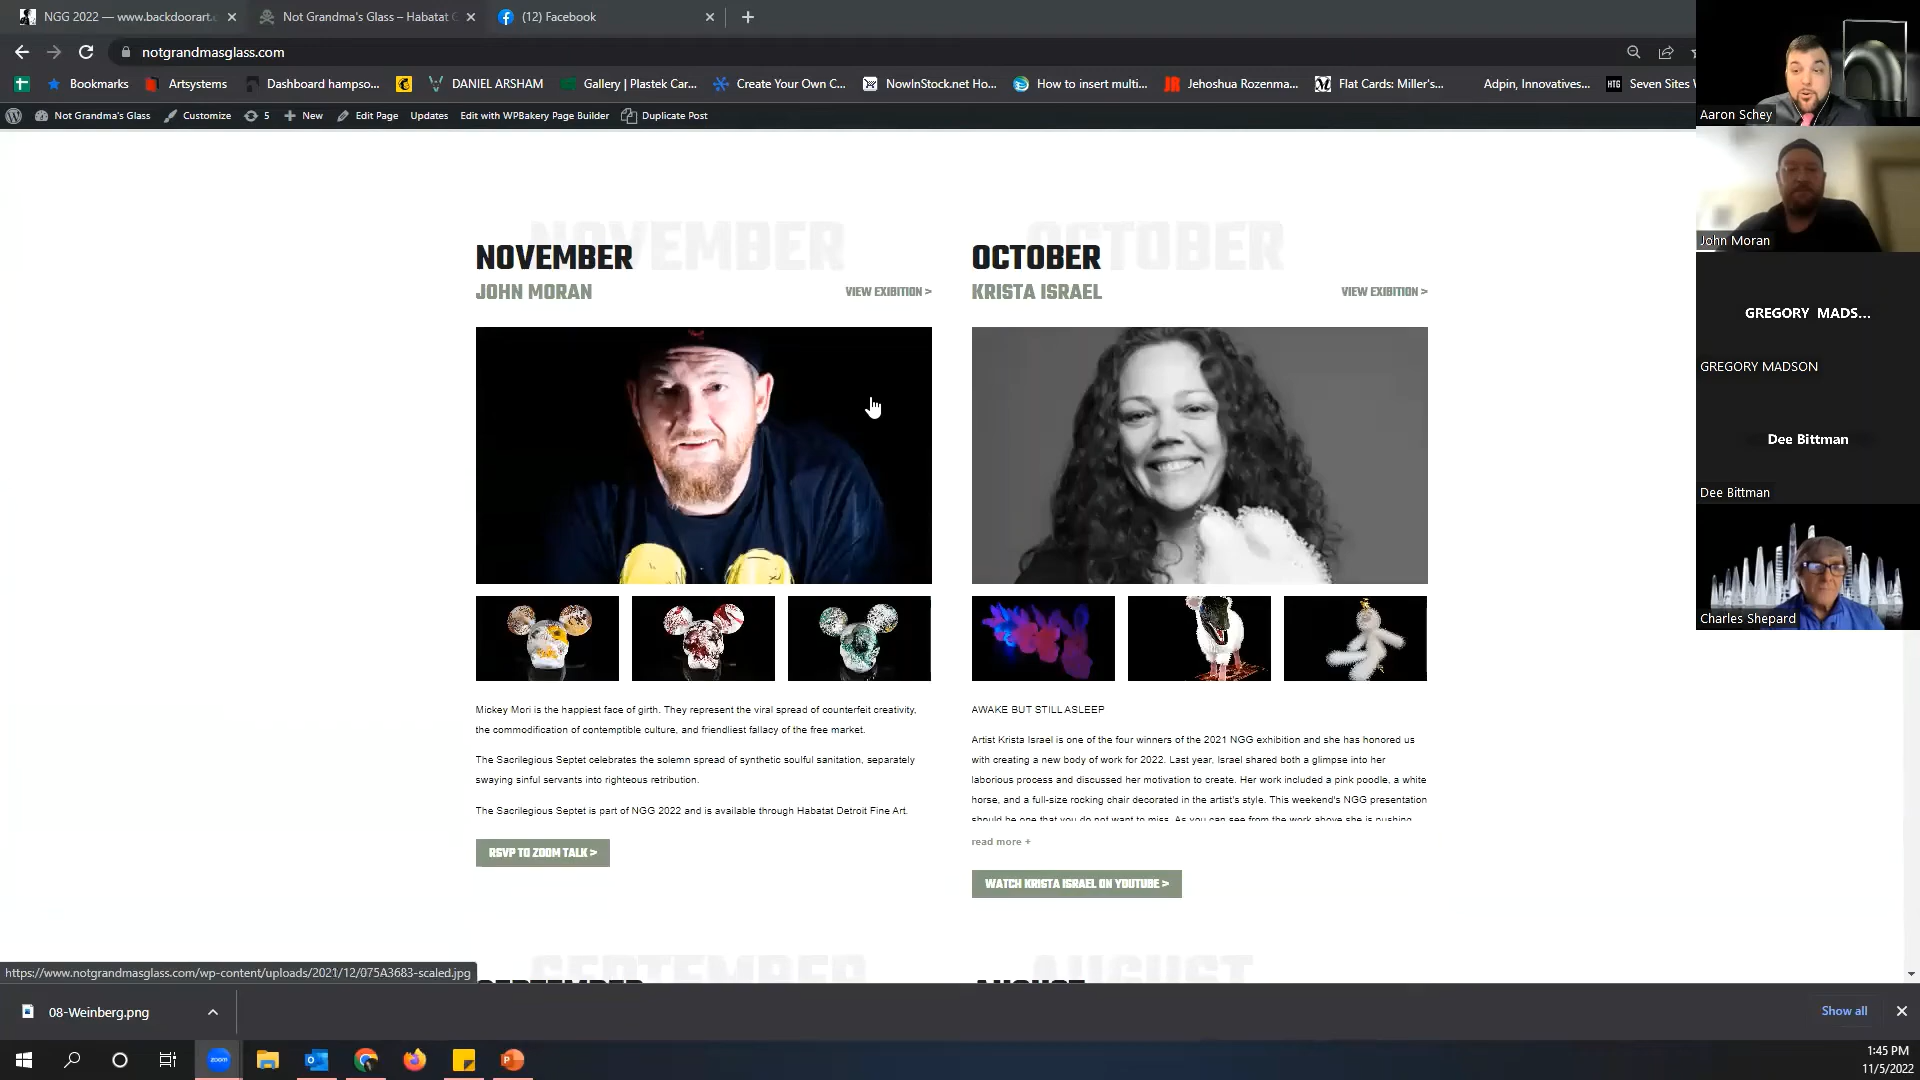 NGG 2022 — www.backdoorart.
Not Grandma's Glass – Habatat G
(12) Facebook
notgrandmasglass.com
Bookmarks
Artsystems
Dashboard hampso...
DANIEL ARSHAM
Gallery | Plastek Car...
Create Your Own C...
NowInStock.net Ho...
How to insert multi...
Jehoshua Rozenma...
Flat Cards: Miller's...
Adpin, Innovatives...
HTG
Seven Sites
Not Grandma's Glass
Customize
5
New
Edit Page
Updates
Edit with WPBakery Page Builder
Duplicate Post
NOVEMBER
NOVEMBER
JOHN MORAN
VIEW EXIBITION >
Mickey Mori is the happiest face of girth. They represent the viral spread of counterfeit creativity,
the commodification of contemptible culture, and friendliest fallacy of the free market.
The Sacrilegious Septet celebrates the solemn spread of synthetic soulful sanitation, separately
swaying sinful servants into righteous retribution.
The Sacrilegious Septet is part of NGG 2022 and is available through Habatat Detroit Fine Art.
RSVP TO ZOOM TALK >
OCTOBER
OCTOBER
KRISTA ISRAEL
VIEW EXIBITION >
AWAKE BUT STILL ASLEEP
Artist Krista Israel is one of the four winners of the 2021 NGG exhibition and she has honored us
with creating a new body of work for 2022. Last year, Israel shared both a glimpse into her
laborious process and discussed her motivation to create. Her work included a pink poodle, a white
horse, and a full-size rocking chair decorated in the artist's style. This weekend's NGG presentation
should be one that you do not want to miss. As you can see from the work above she is pushing
read more +
WATCH KRISTA ISRAEL ON YOUTUBE >
SEPTEMBER
SEPTEMBER
AUGUST
AUGUST
Aaron Schey
John Moran
GREGORY MADS...
GREGORY MADSON
Dee Bittman
Dee Bittman
Charles Shepard
https://www.notgrandmasglass.com/wp-content/uploads/2021/12/075A3683-scaled.jpg
08-Weinberg.png
Show all
zoom
1:45 PM
11/5/2022